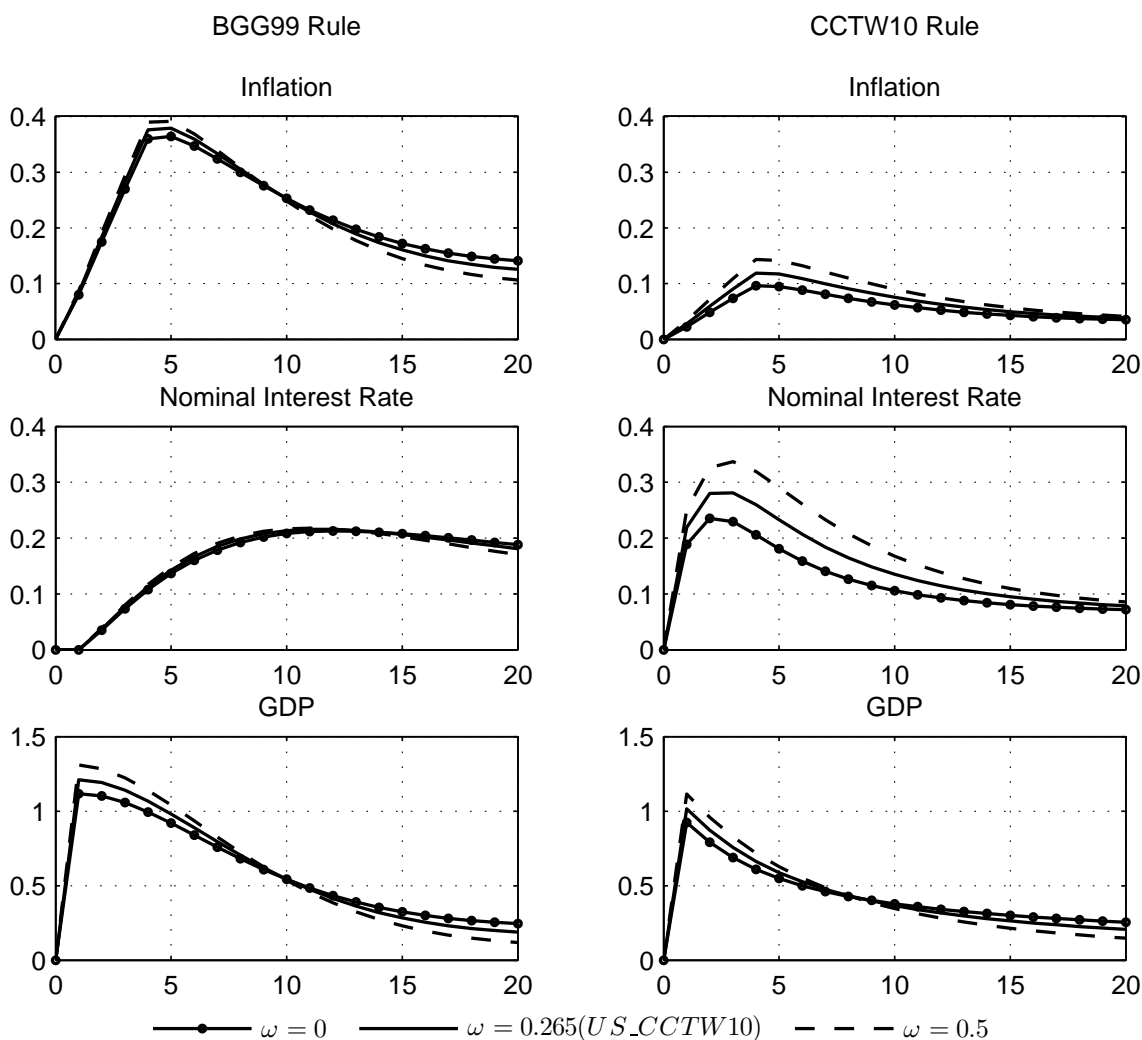 BGG99 Rule
CCTW10 Rule
Inflation
0.4
0.3
0.2
0.1
0
0 5 10 15 20
Inflation
0.4
0.3
0.2
0.1
0
0 5 10 15 20
Nominal Interest Rate
0.4
0.3
0.2
0.1
0
0 5 10 15 20
Nominal Interest Rate
0.4
0.3
0.2
0.1
0
0 5 10 15 20
GDP
1.5
1
0.5
0
0 5 10 15 20
GDP
1.5
1
0.5
0
0 5 10 15 20
ω = 0
ω = 0.265(US_CCTW10)
ω = 0.5